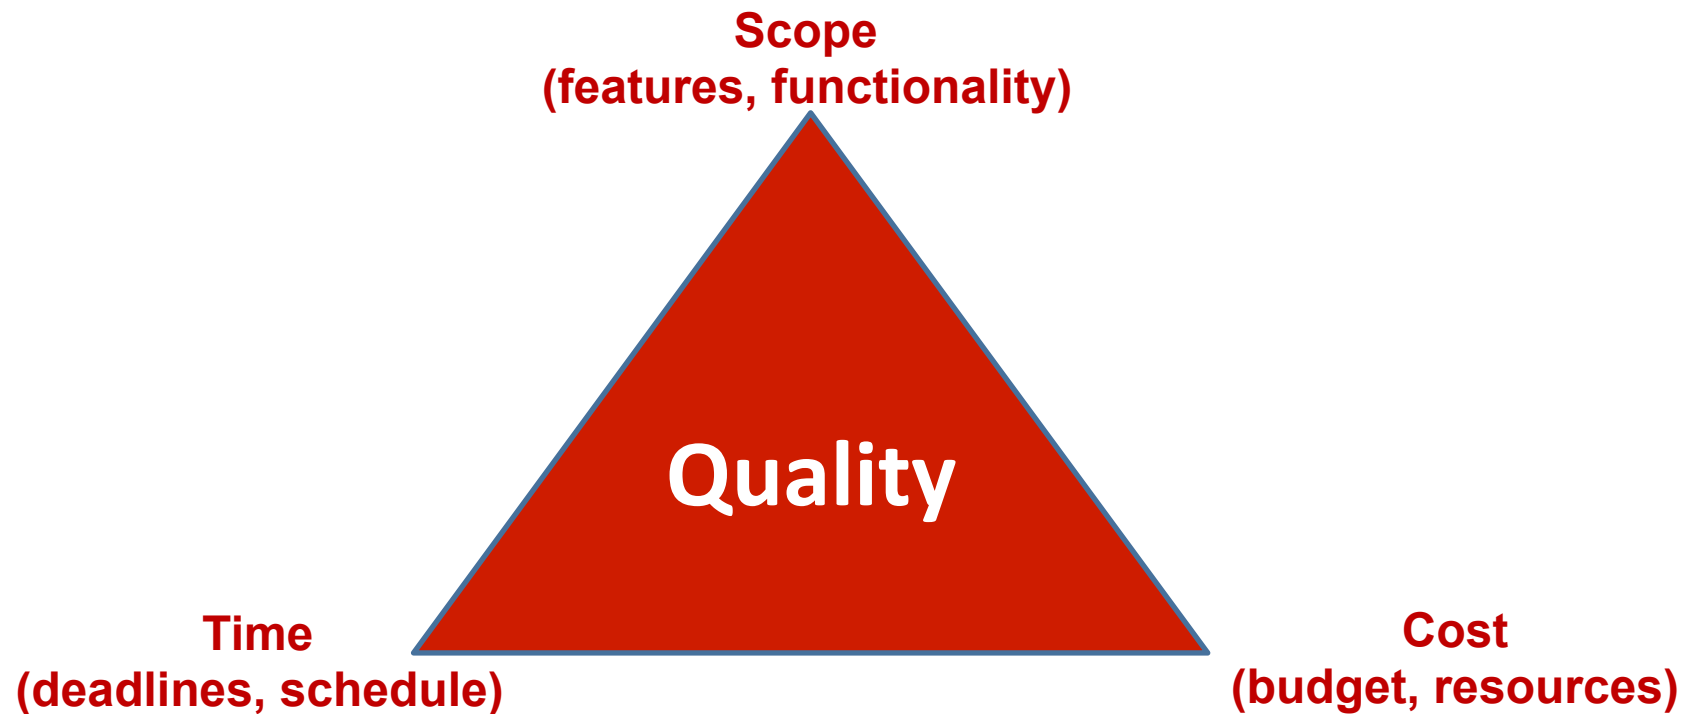 Scope
(features, functionality)
Quality
Time
(deadlines, schedule)
Cost
(budget, resources)